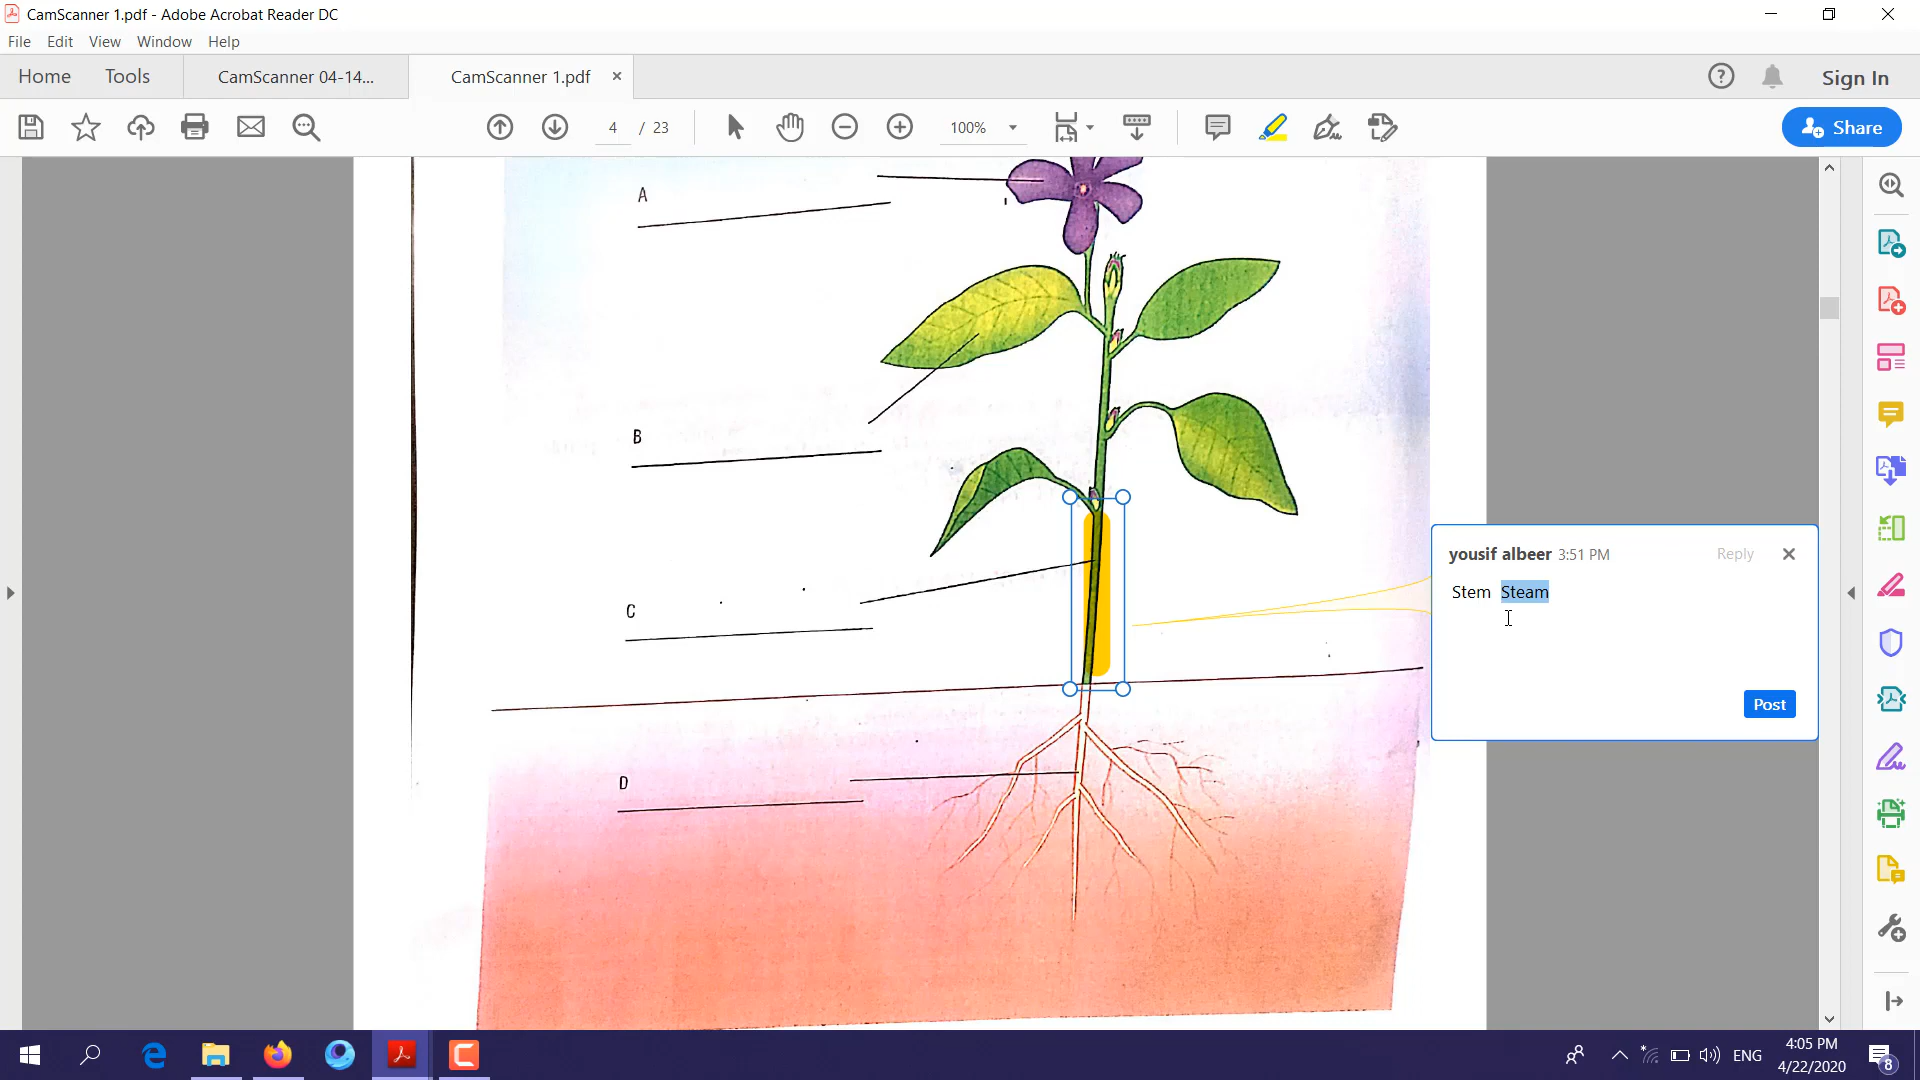 CamScanner 1.pdf - Adobe Acrobat Reader DC
File Edit View Window Help
Home Tools CamScanner 04-14... CamScanner 1.pdf Sign In
4 / 23 100% Share
A
B
C
D
yousif albeer 3:51 PM Reply
Stem Steam
Post
ENG 4:05 PM
4/22/2020 8